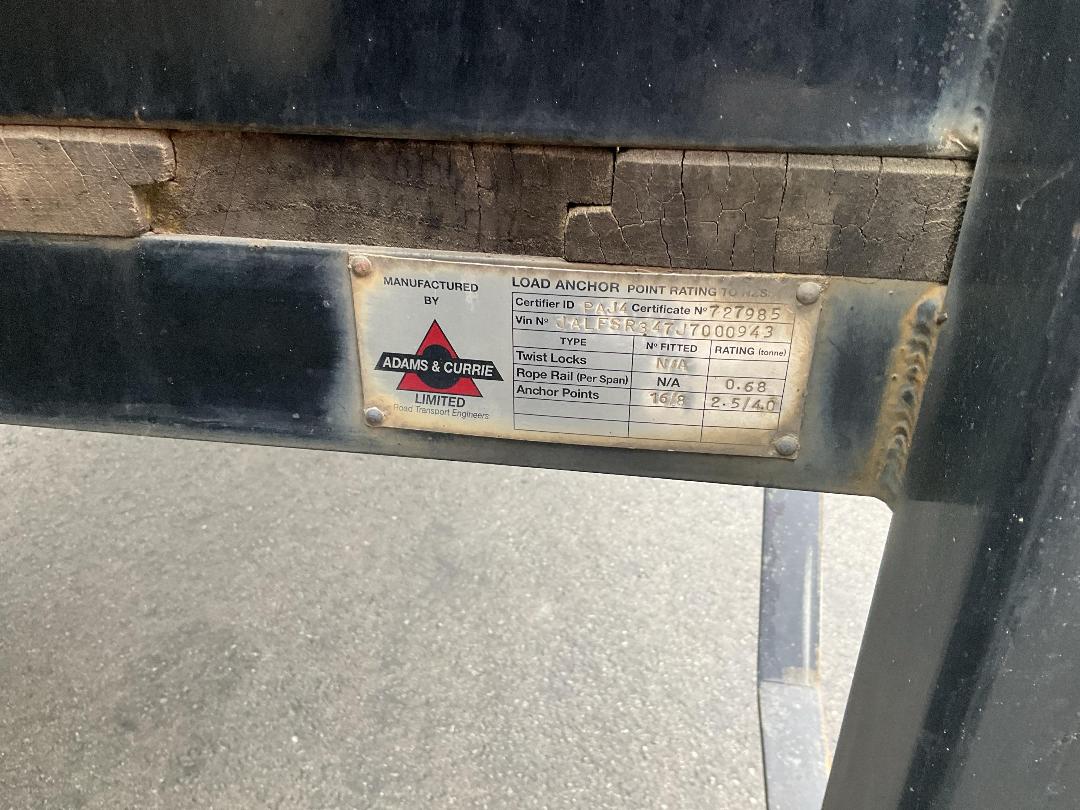 MANUFACTURED
BY
ADAMS & CURRIE
LIMITED
Road Transport Engineers
LOAD ANCHOR POINT RATING TO NZS.
Certifier ID PAJ4 Certificate Nº 727985
Vin Nº JALFSR347J7000943
TYPE Nº FITTED RATING (tonne)
Twist Locks N/A
Rope Rail (Per Span) N/A 0.68
Anchor Points 16/8 2.5/4.0